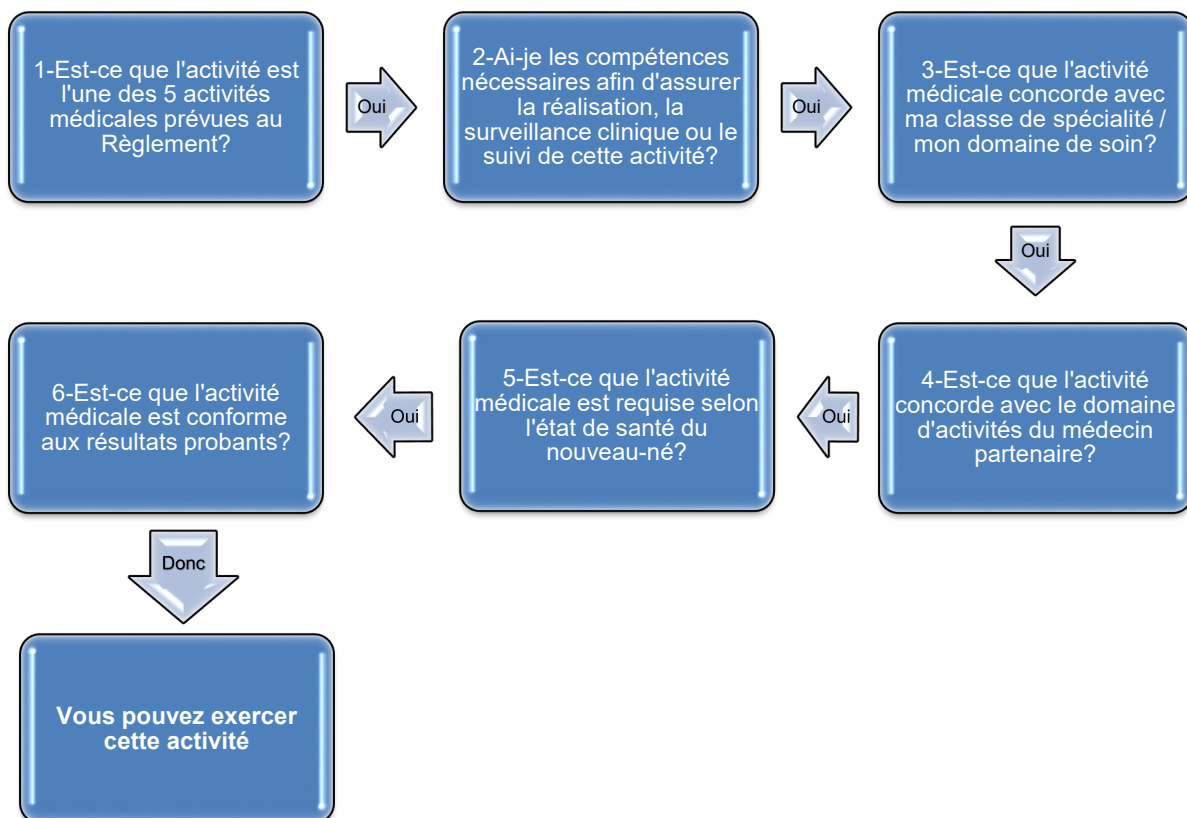 1-Est-ce que l'activité est
l'une des 5 activités
médicales prévues au
Règlement?
Oui
2-Ai-je les compétences
nécessaires afin d'assurer
la réalisation, la
surveillance clinique ou le
suivi de cette activité?
Oui
3-Est-ce que l'activité
médicale concorde avec
ma classe de spécialité /
mon domaine de soin?
Oui
4-Est-ce que l'activité
concorde avec le domaine
d'activités du médecin
partenaire?
Oui
5-Est-ce que l'activité
médicale est requise selon
l'état de santé du
nouveau-né?
Oui
6-Est-ce que l'activité
médicale est conforme
aux résultats probants?
Donc
Vous pouvez exercer
cette activité